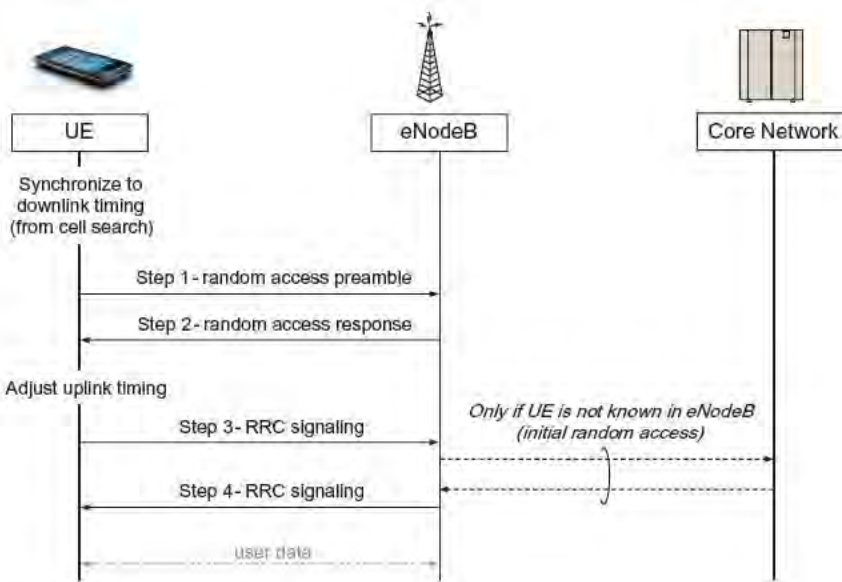 UE
eNodeB
Core Network
Synchronize to
downlink timing
(from cell search)
Step 1 - random access preamble
Step 2 - random access response
Adjust uplink timing
Only if UE is not known in eNodeB
(initial random access)
Step 3 - RRC signaling
Step 4 - RRC signaling
user data